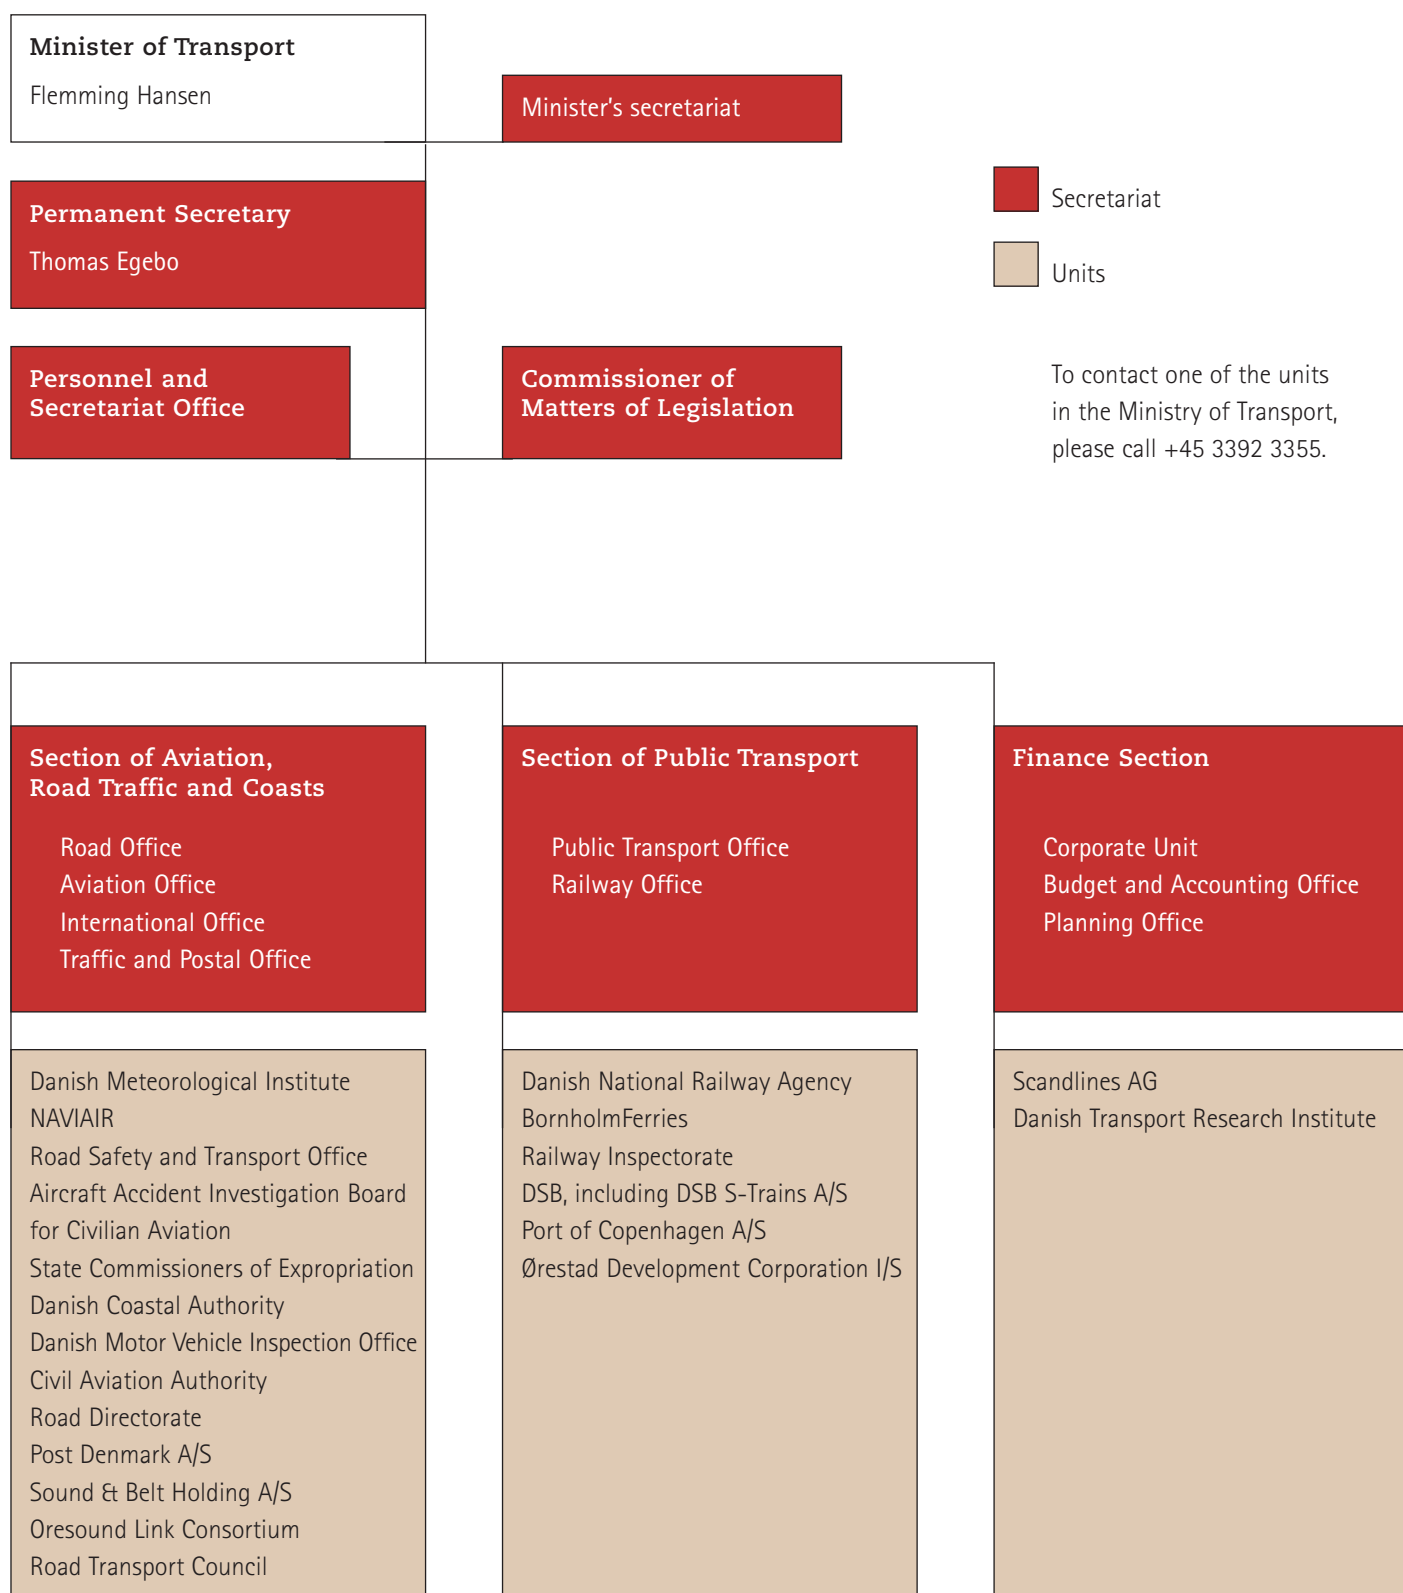 Minister of Transport
Flemming Hansen
Minister's secretariat
Permanent Secretary
Thomas Egebo
Secretariat
Units
Personnel and
Secretariat Office
Commissioner of
Matters of Legislation
To contact one of the units
in the Ministry of Transport,
please call +45 3392 3355.
Section of Aviation,
Road Traffic and Coasts
Road Office
Aviation Office
International Office
Traffic and Postal Office
Section of Public Transport
Public Transport Office
Railway Office
Finance Section
Corporate Unit
Budget and Accounting Office
Planning Office
Danish Meteorological Institute
NAVIAIR
Road Safety and Transport Office
Aircraft Accident Investigation Board
for Civilian Aviation
State Commissioners of Expropriation
Danish Coastal Authority
Danish Motor Vehicle Inspection Office
Civil Aviation Authority
Road Directorate
Post Denmark A/S
Sound & Belt Holding A/S
Oresound Link Consortium
Road Transport Council
Danish National Railway Agency
BornholmFerries
Railway Inspectorate
DSB, including DSB S-Trains A/S
Port of Copenhagen A/S
Ørestad Development Corporation I/S
Scandlines AG
Danish Transport Research Institute